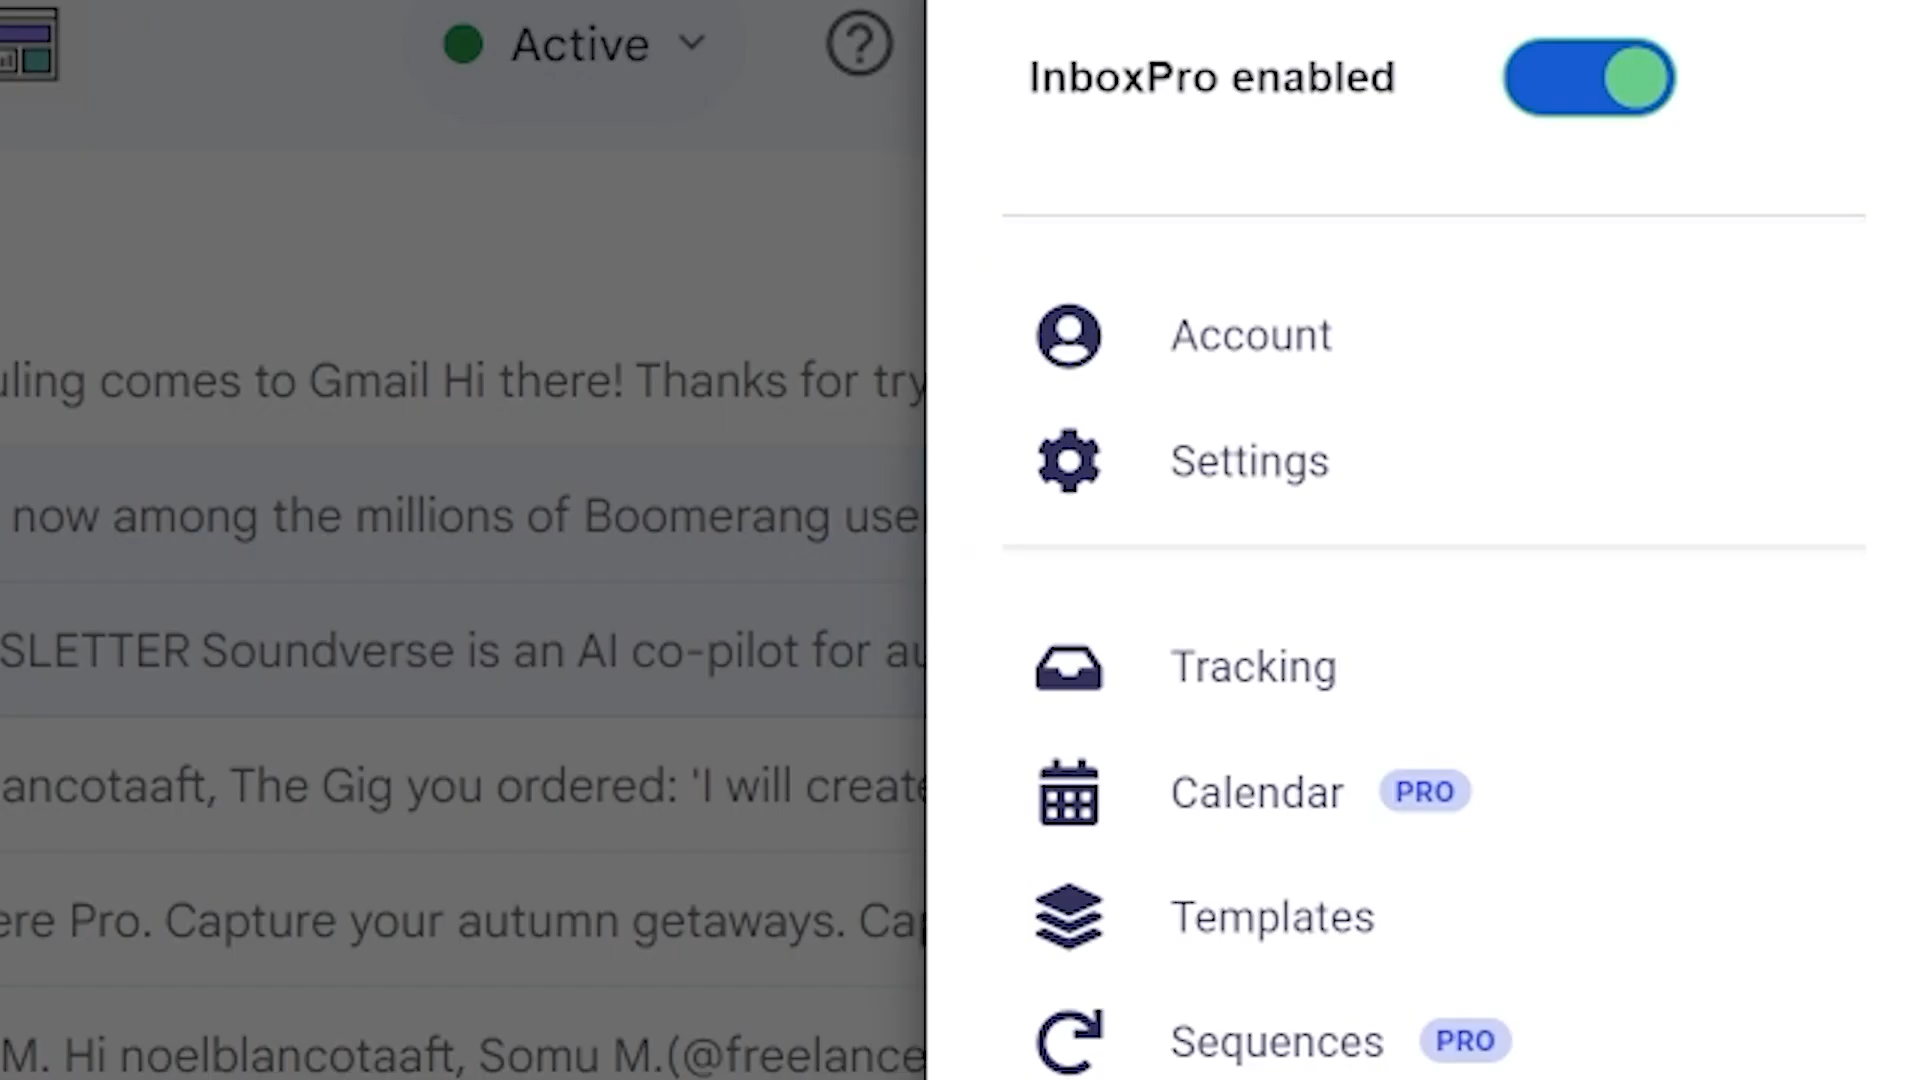 Active
InboxPro enabled
Account
uling comes to Gmail Hi there! Thanks for try
Settings
now among the millions of Boomerang use
SLETTER Soundverse is an AI co-pilot for au
Tracking
ancotaaft, The Gig you ordered: 'I will create
Calendar PRO
ere Pro. Capture your autumn getaways. Cap
Templates
M. Hi noelblancotaaft, Somu M.(@freelance
Sequences PRO